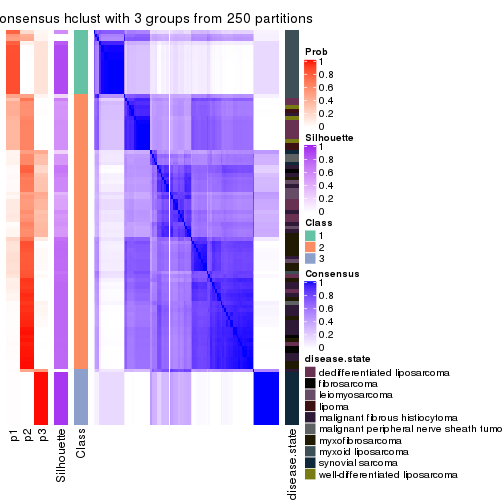 onsensus hclust with 3 groups from 250 partitions
Prob
1
0.8
0.6
0.4
0.2
0
Silhouette
1
0.8
0.6
0.4
0.2
0
Class
1
2
3
Consensus
1
0.8
0.6
0.4
0.2
0
disease.state
dedifferentiated liposarcoma
fibrosarcoma
leiomyosarcoma
lipoma
malignant fibrous histiocytoma
malignant peripheral nerve sheath tumo
myxofibrosarcoma
myxoid liposarcoma
synovial sarcoma
well-differentiated liposarcoma
p1
p2
p3
Silhouette
Class
disease.state